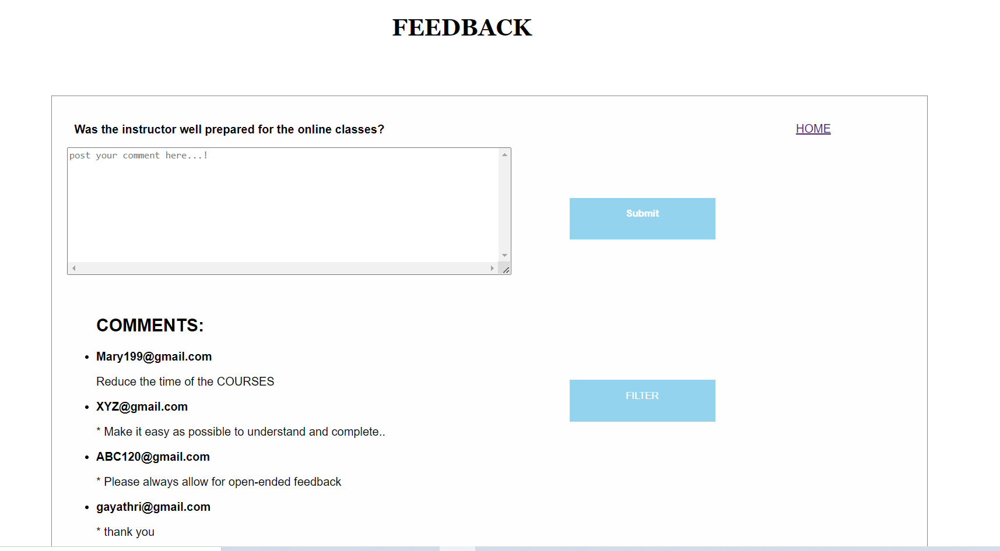 FEEDBACK
Was the instructor well prepared for the online classes?
HOME
post your comment here...!
Submit
COMMENTS:
Mary199@gmail.com
Reduce the time of the COURSES
FILTER
XYZ@gmail.com
* Make it easy as possible to understand and complete..
ABC120@gmail.com
* Please always allow for open-ended feedback
gayathri@gmail.com
* thank you